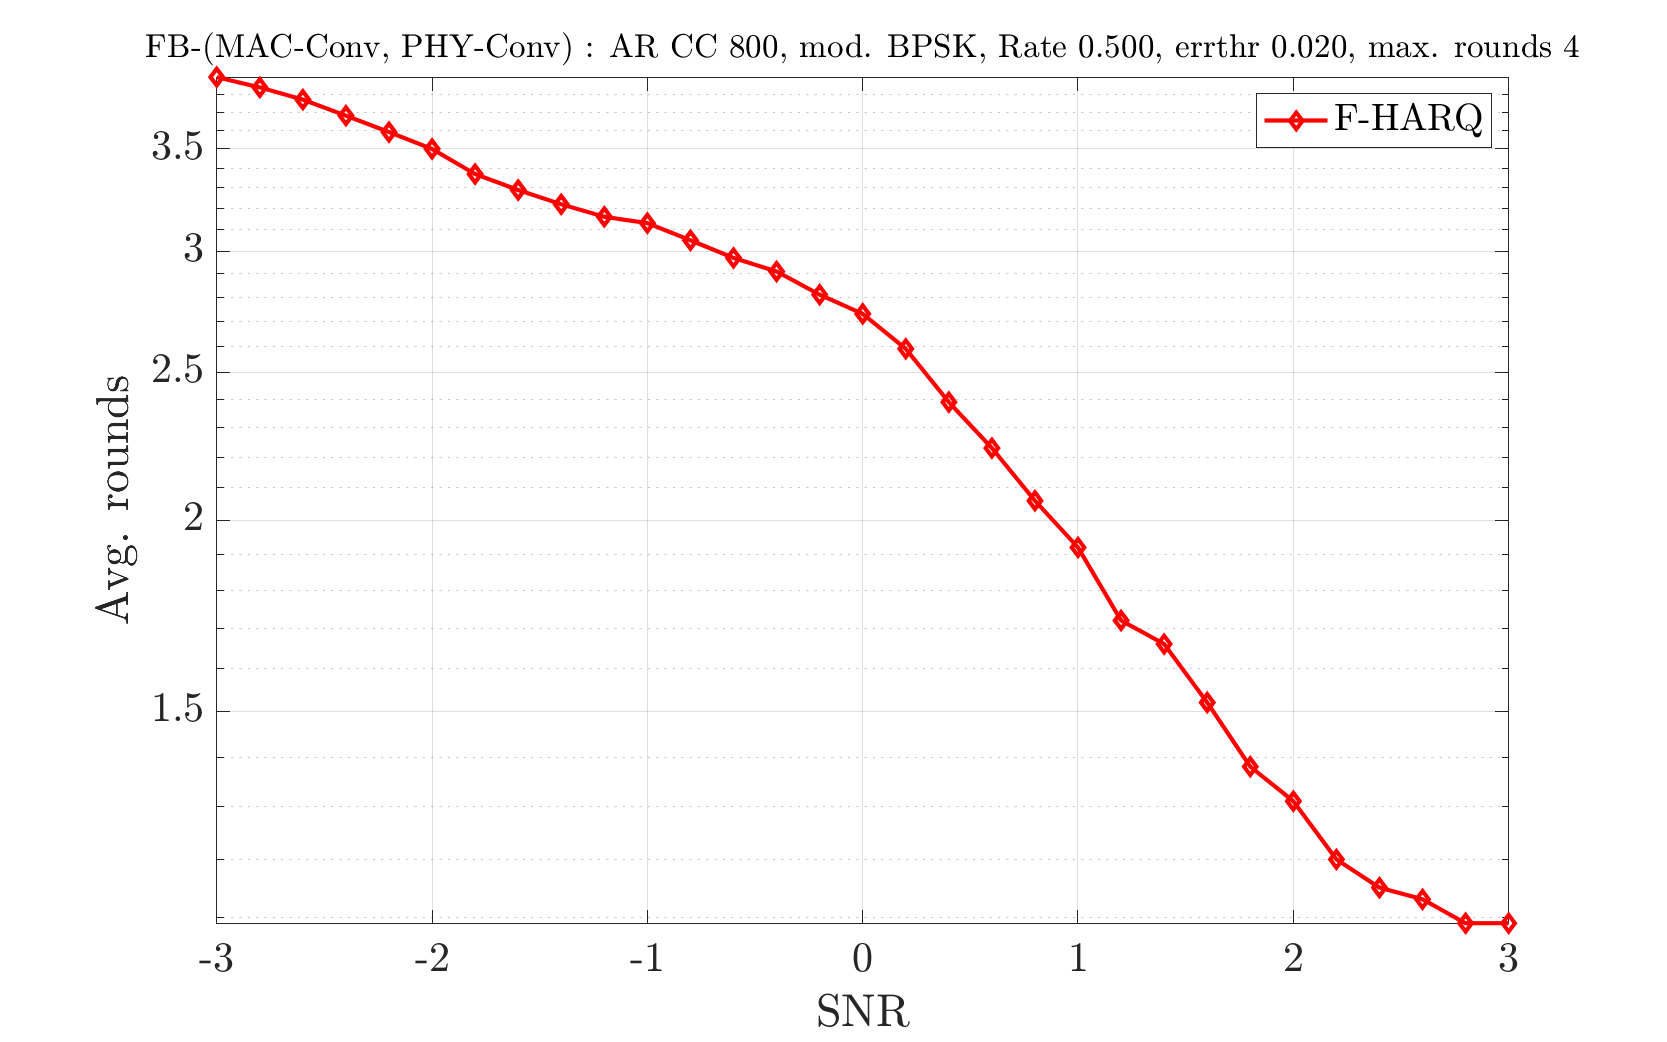 FB-(MAC-Conv, PHY-Conv) : AR CC 800, mod. BPSK, Rate 0.500, errthr 0.020, max. rounds 4
F-HARQ
3.5
3
2.5
2
1.5
Avg. rounds
-3 -2 -1 0 1 2 3
SNR